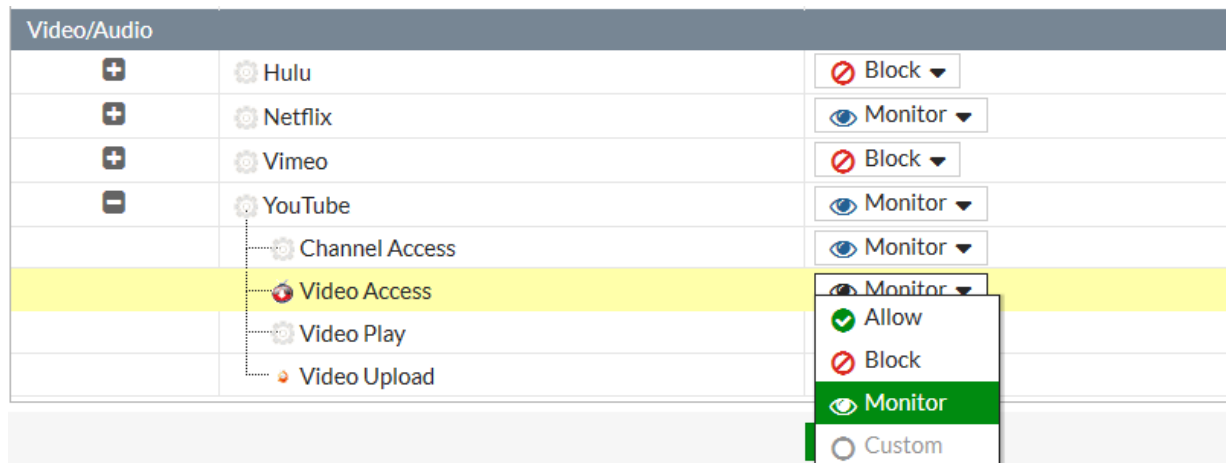 Video/Audio
Hulu Block
Netflix Monitor
Vimeo Block
YouTube Monitor
Channel Access Monitor
Video Access Monitor
Allow
Video Play
Block
Video Upload
Monitor
Custom